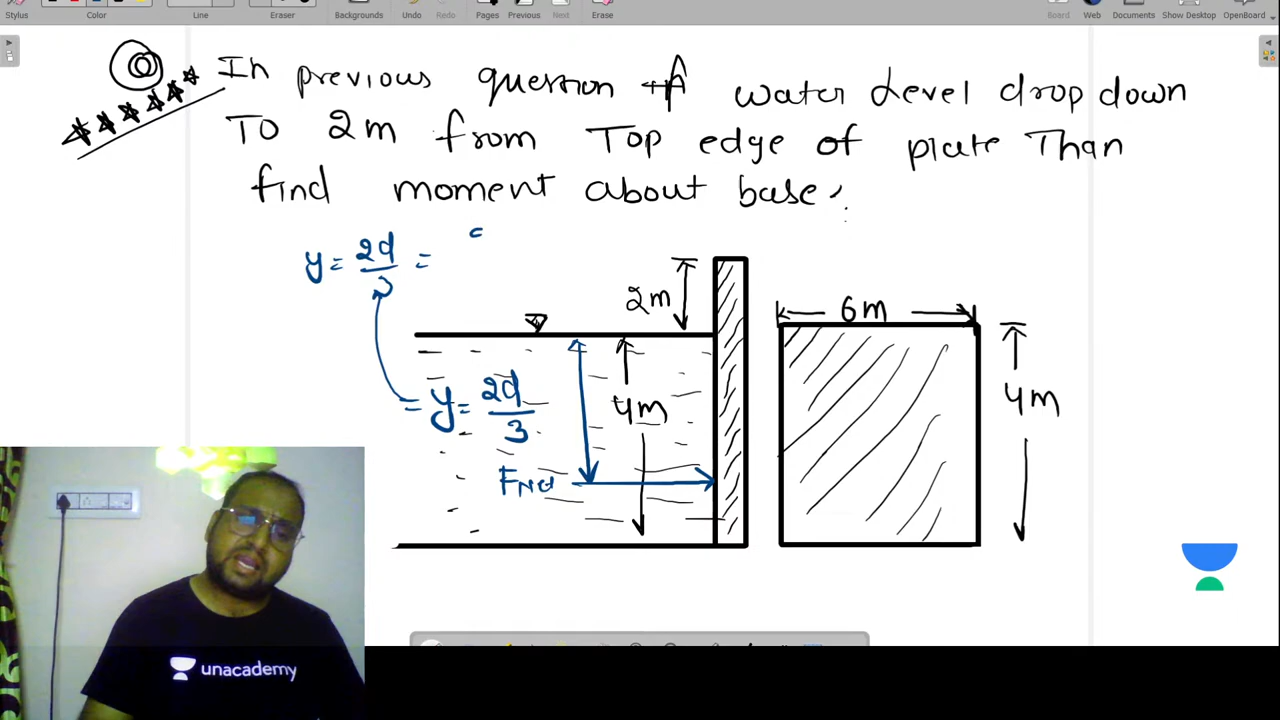 Stylus
Color
Line
Eraser
Backgrounds
Undo
Redo
Pages
Previous
Next
Erase
Board
Web
Documents
Show Desktop
OpenBoard
In previous question if water Level drop down
To 2m from Top edge of plate Than
find moment about base.
y = 2d/3 =
2m
6m
4m
= y = 2d/3
4m
FNet
unacademy